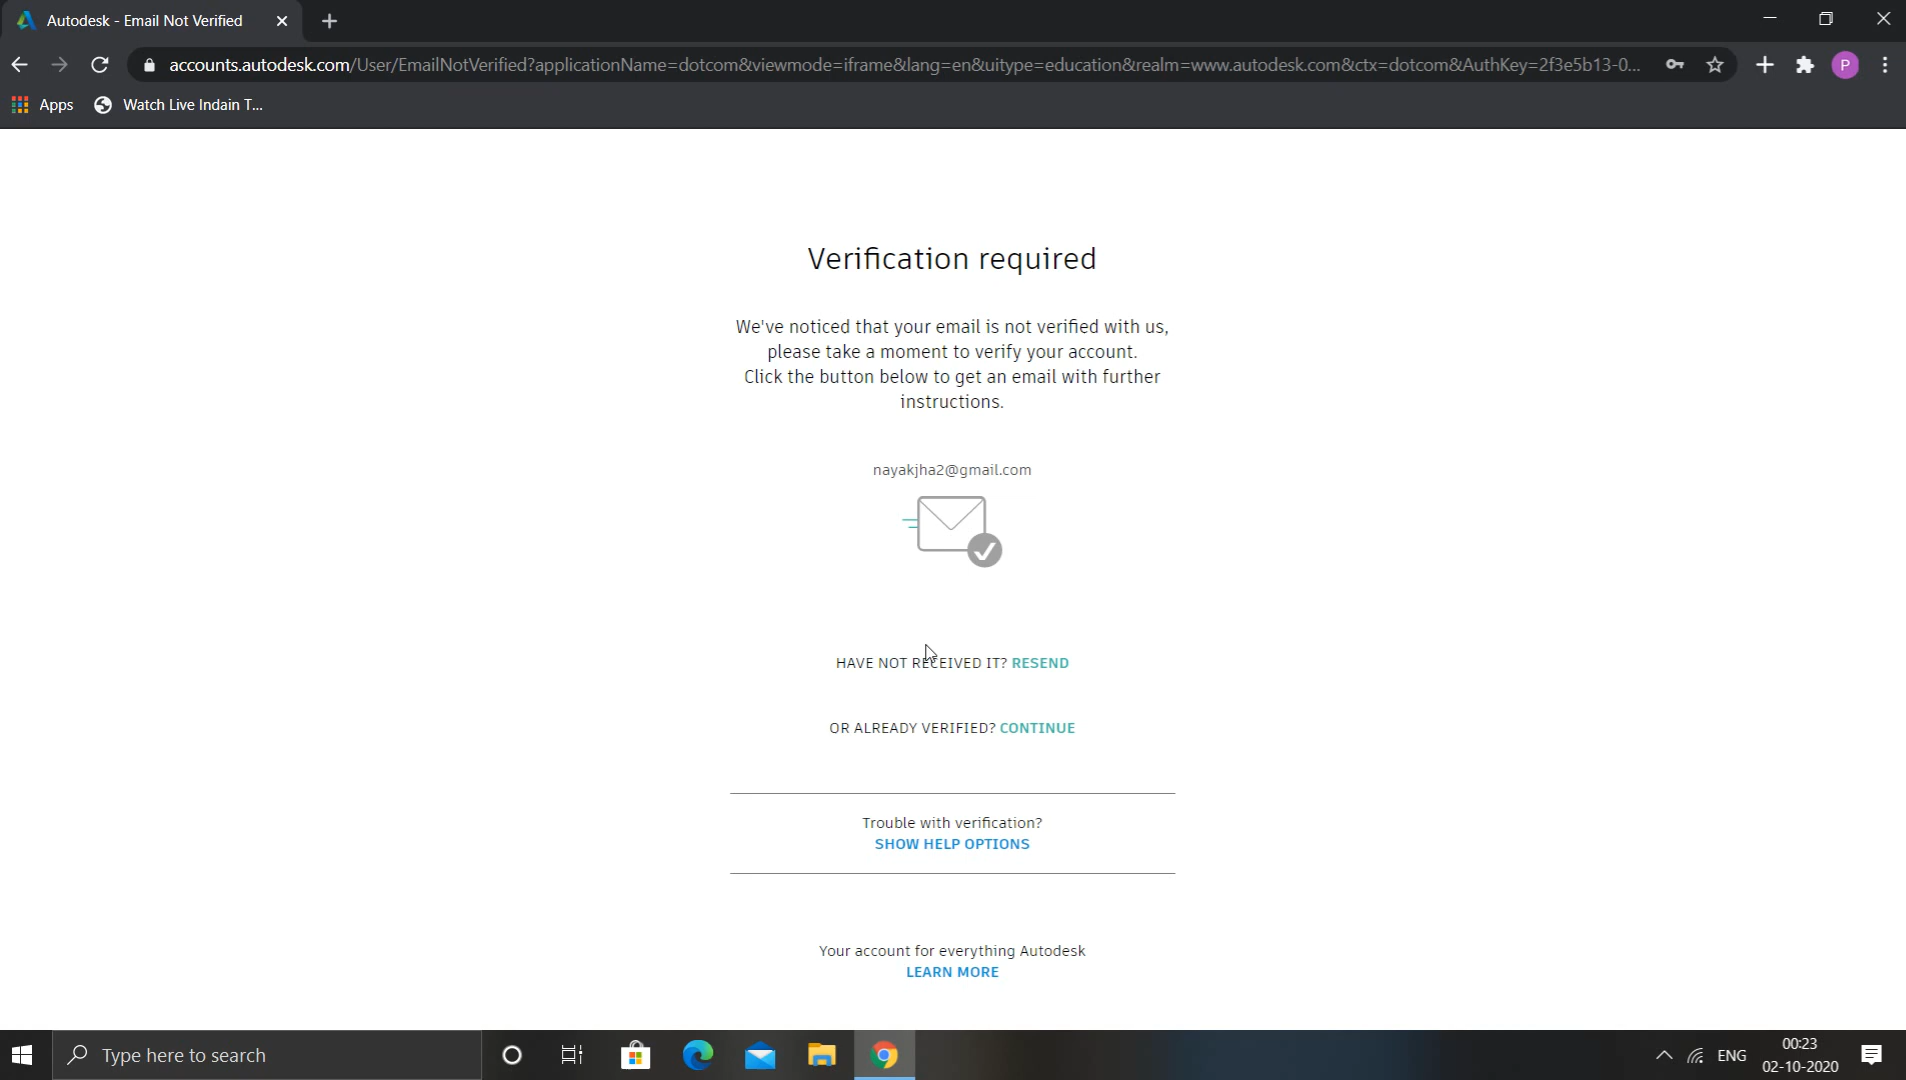 Autodesk - Email Not Verified
accounts.autodesk.com/User/EmailNotVerified?applicationName=dotcom&viewmode=iframe&lang=en&uitype=education&realm=www.autodesk.com&ctx=dotcom&AuthKey=2f3e5b13-0...
P
Apps
Watch Live Indain T...
Verification required
We've noticed that your email is not verified with us,
please take a moment to verify your account.
Click the button below to get an email with further
instructions.
nayakjha2@gmail.com
HAVE NOT RECEIVED IT? RESEND
OR ALREADY VERIFIED? CONTINUE
Trouble with verification?
SHOW HELP OPTIONS
Your account for everything Autodesk
LEARN MORE
Type here to search
ENG
00:23
02-10-2020